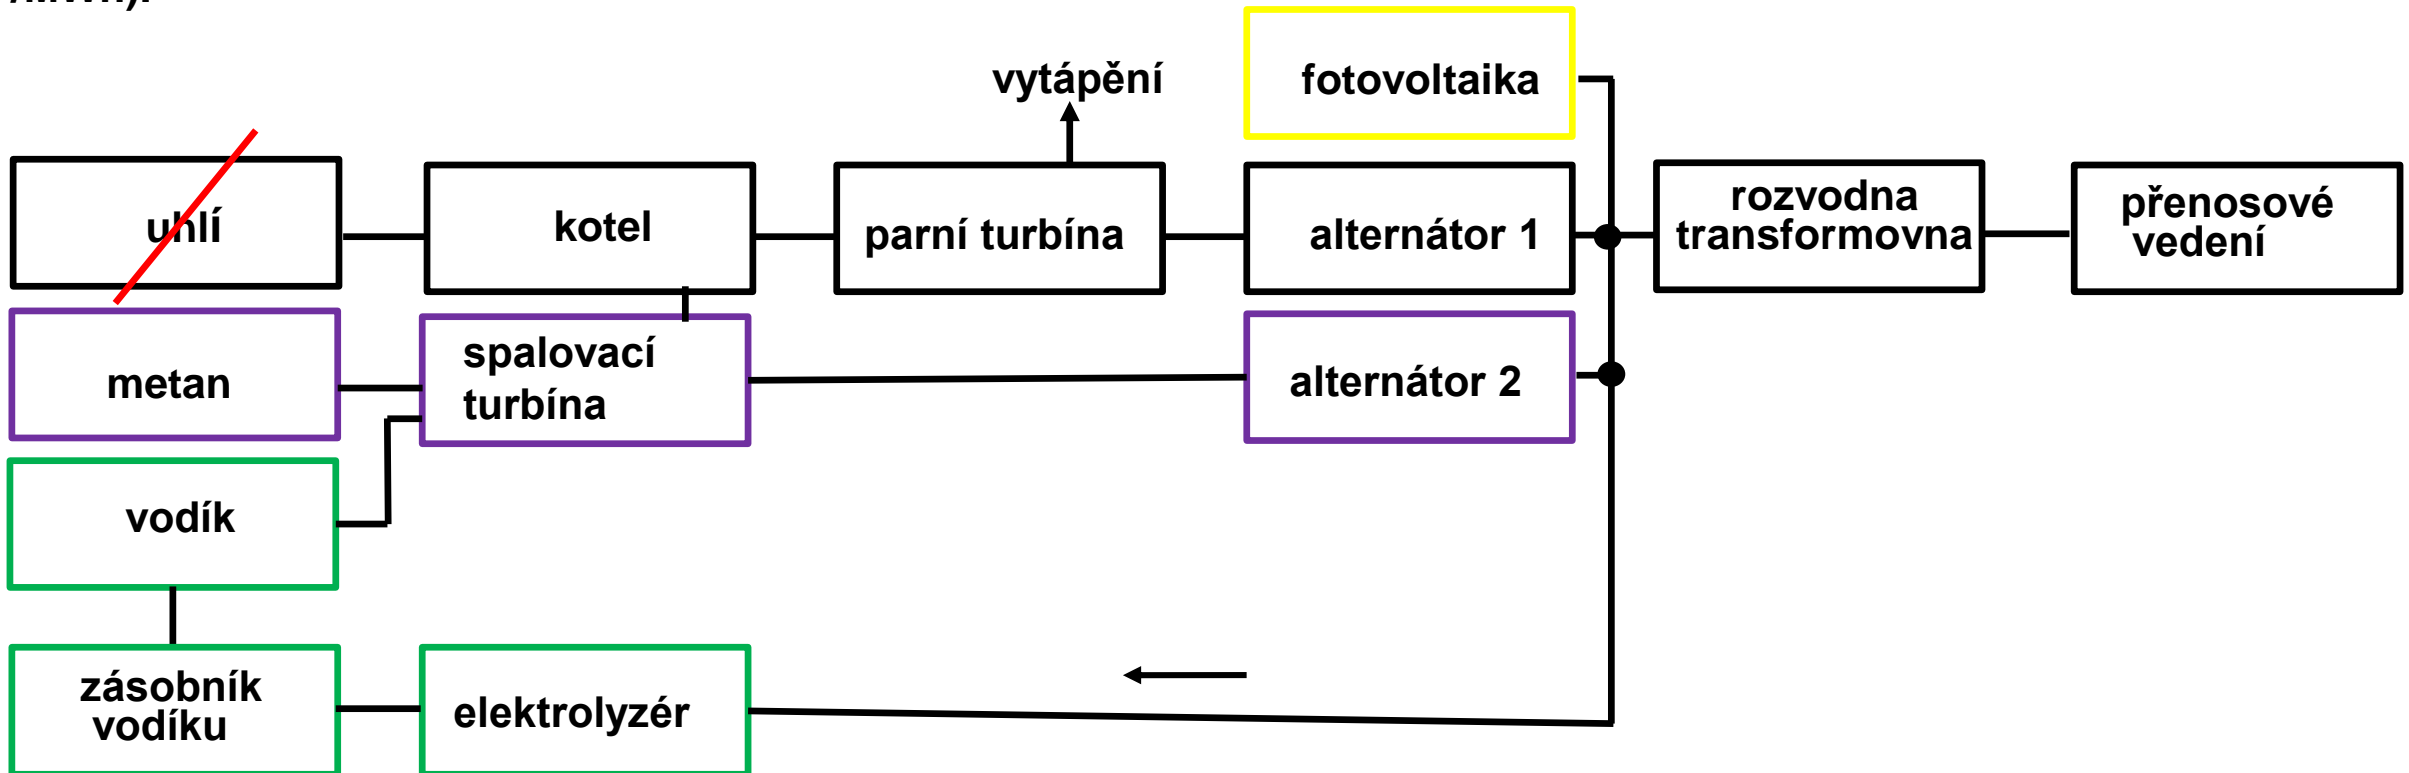 vytápění
fotovoltaika
uhlí
kotel
parní turbína
alternátor 1
rozvodna
transformovna
přenosové
vedení
metan
spalovací
turbína
alternátor 2
vodík
zásobník
vodíku
elektrolyzér